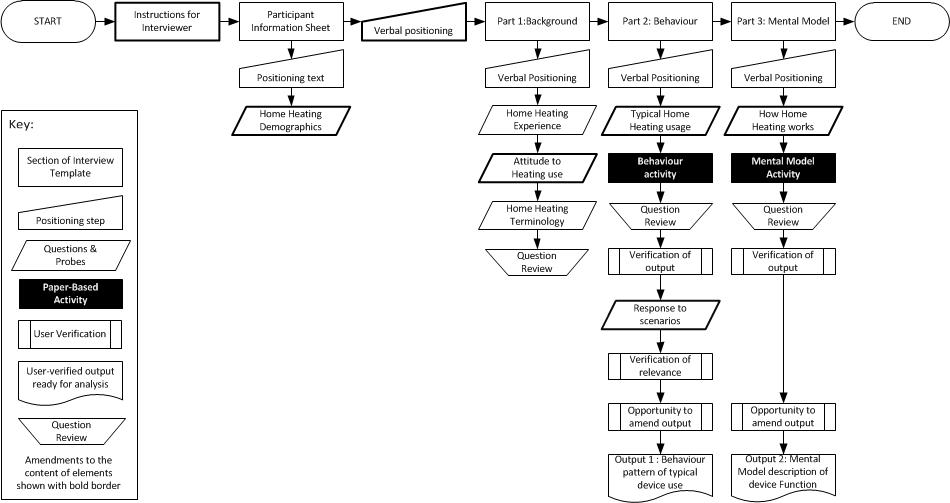 START
Instructions for
Interviewer
Participant
Information Sheet
Verbal positioning
Part 1:Background
Part 2: Behaviour
Part 3: Mental Model
END
Positioning text
Home Heating
Demographics
Verbal Positioning
Home Heating
Experience
Attitude to
Heating use
Home Heating
Terminology
Question
Review
Verbal Positioning
Typical Home
Heating usage
Behaviour
activity
Question
Review
Verification of
output
Response to
scenarios
Verification of
relevance
Opportunity to
amend output
Output 1 : Behaviour
pattern of typical
device use
Verbal Positioning
How Home
Heating works
Mental Model
Activity
Question
Review
Verification of
output
Opportunity to
amend output
Output 2: Mental
Model description of
device Function
Key:
Section of Interview
Template
Positioning step
Questions &
Probes
Paper-Based
Activity
User Verification
User-verified output
ready for analysis
Question
Review
Amendments to the
content of elements
shown with bold border